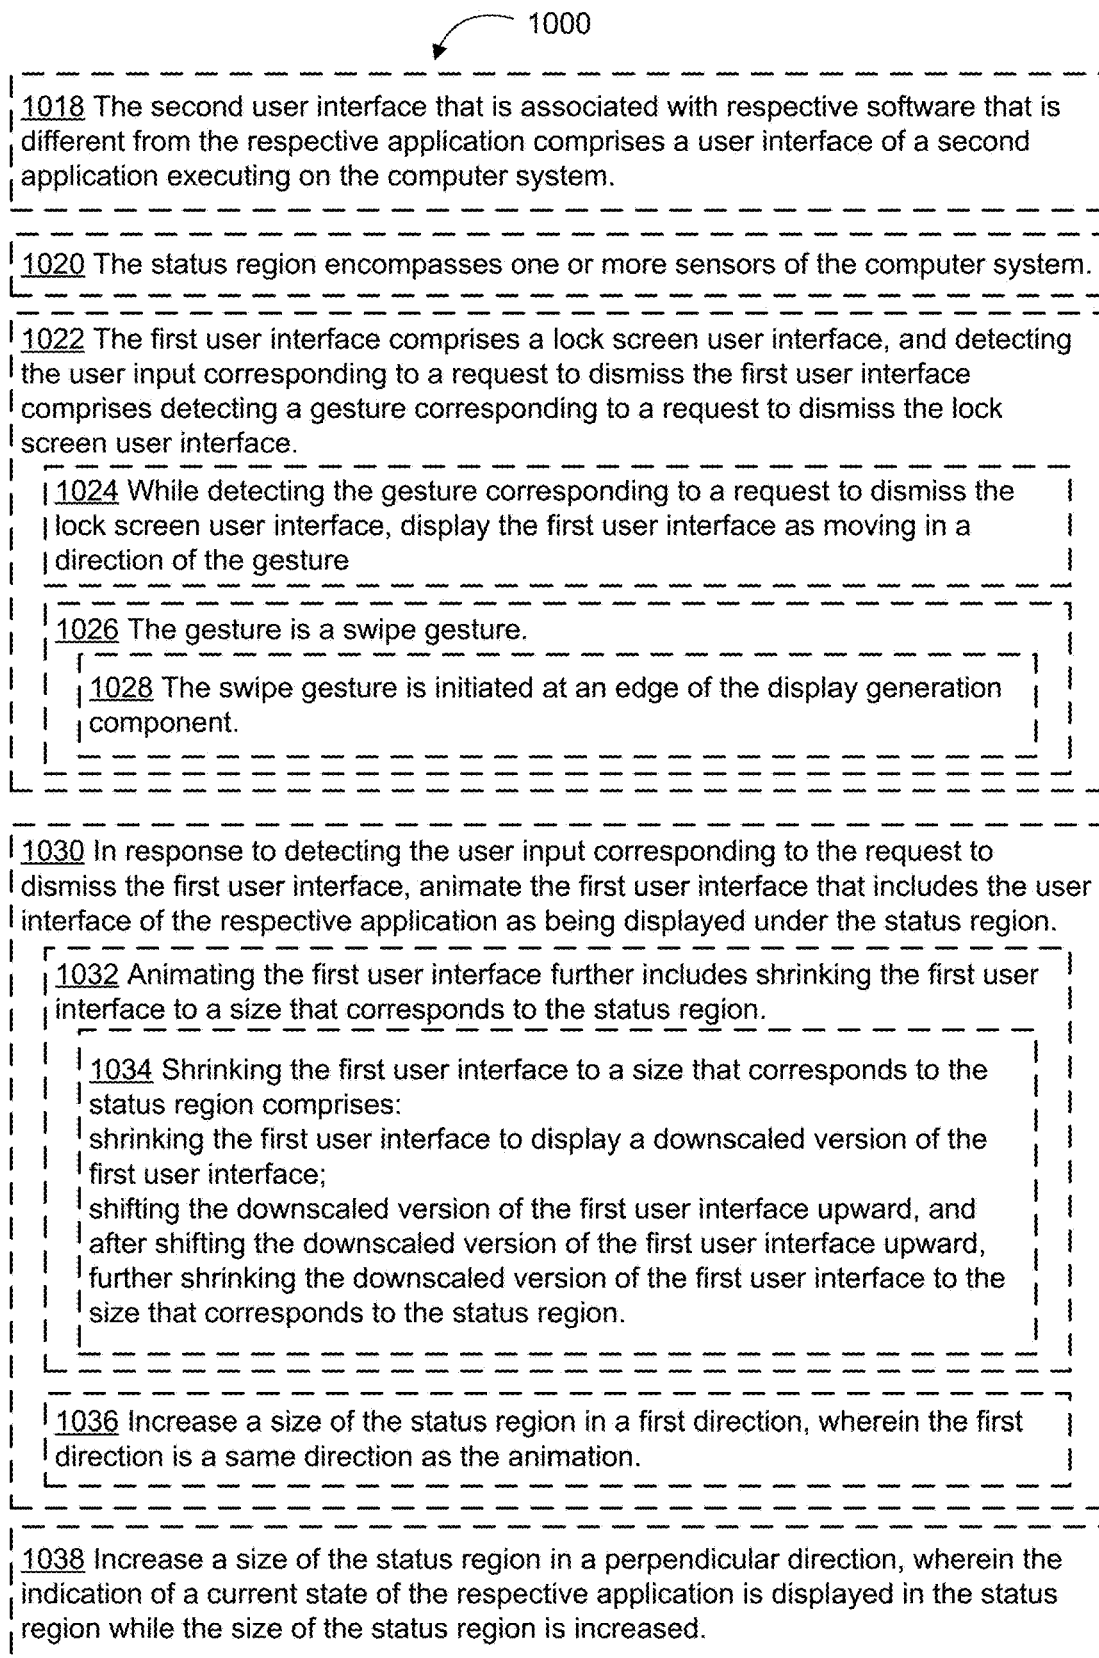 1000
1018 The second user interface that is associated with respective software that is
different from the respective application comprises a user interface of a second
application executing on the computer system.
1020 The status region encompasses one or more sensors of the computer system.
1022 The first user interface comprises a lock screen user interface, and detecting
the user input corresponding to a request to dismiss the first user interface
comprises detecting a gesture corresponding to a request to dismiss the lock
screen user interface.
1024 While detecting the gesture corresponding to a request to dismiss the
lock screen user interface, display the first user interface as moving in a
direction of the gesture
1026 The gesture is a swipe gesture.
1028 The swipe gesture is initiated at an edge of the display generation
component.
1030 In response to detecting the user input corresponding to the request to
dismiss the first user interface, animate the first user interface that includes the user
interface of the respective application as being displayed under the status region.
1032 Animating the first user interface further includes shrinking the first user
interface to a size that corresponds to the status region.
1034 Shrinking the first user interface to a size that corresponds to the
status region comprises:
shrinking the first user interface to display a downscaled version of the
first user interface;
shifting the downscaled version of the first user interface upward, and
after shifting the downscaled version of the first user interface upward,
further shrinking the downscaled version of the first user interface to the
size that corresponds to the status region.
1036 Increase a size of the status region in a first direction, wherein the first
direction is a same direction as the animation.
1038 Increase a size of the status region in a perpendicular direction, wherein the
indication of a current state of the respective application is displayed in the status
region while the size of the status region is increased.